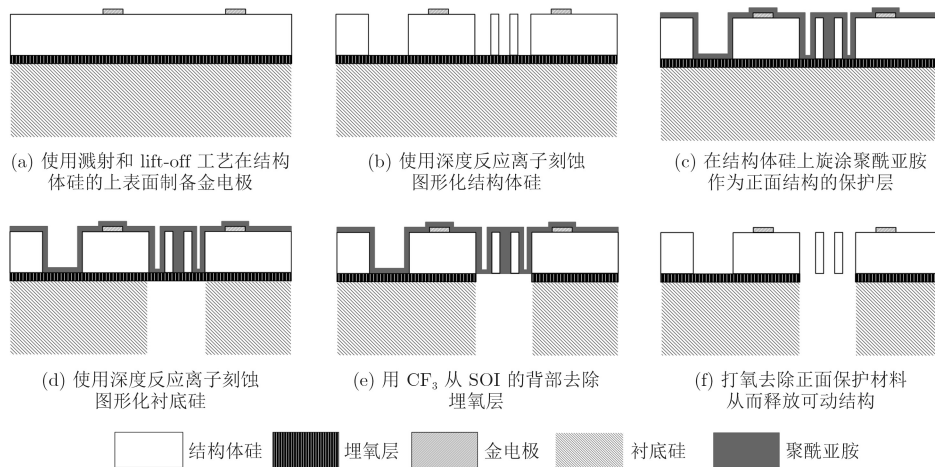 (a) 使用溅射和 lift-off 工艺在结构
体硅的上表面制备金电极
(b) 使用深度反应离子刻蚀
图形化结构体硅
(c) 在结构体硅上旋涂聚酰亚胺
作为正面结构的保护层
(d) 使用深度反应离子刻蚀
图形化衬底硅
(e) 用 CF₃ 从 SOI 的背部去除
埋氧层
(f) 打氧去除正面保护材料
从而释放可动结构
结构体硅 埋氧层 金电极 衬底硅 聚酰亚胺